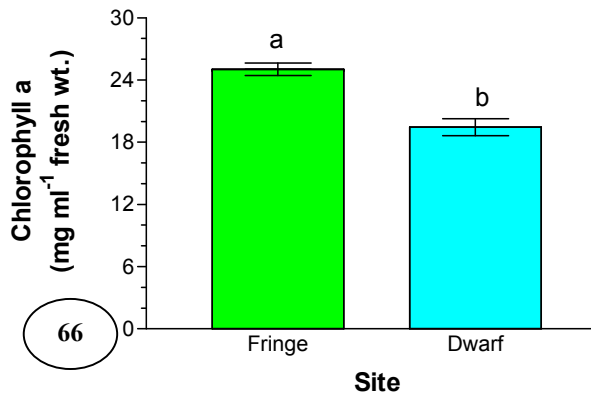 Chlorophyll a
(mg ml⁻¹ fresh wt.)
30
24
18
12
6
0
a
b
Fringe
Dwarf
Site
66